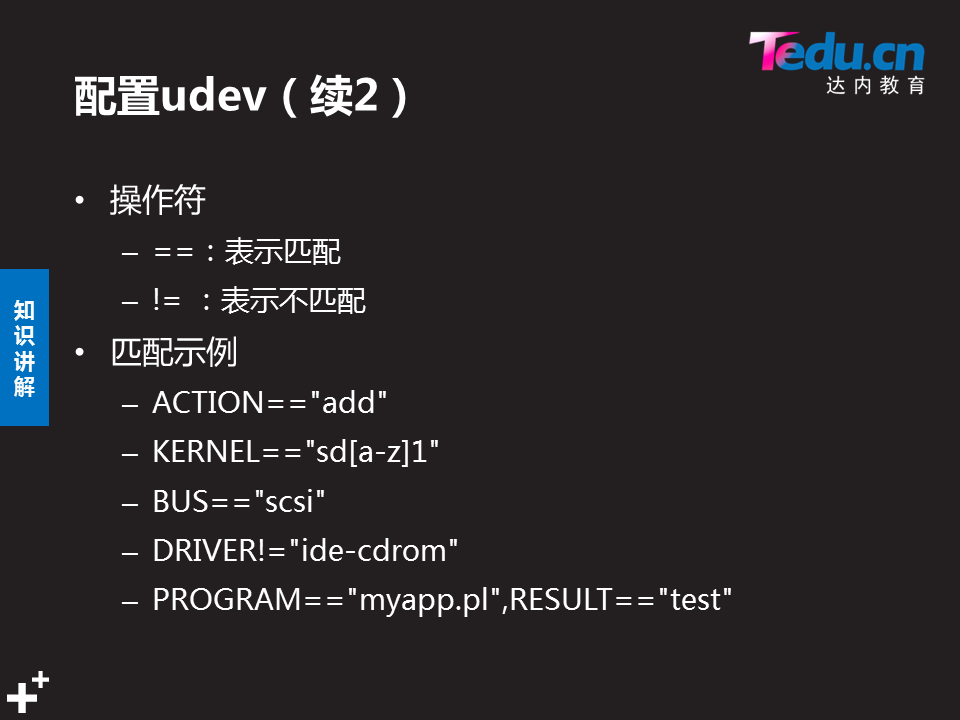 Tedu.cn
达内教育
配置udev（续2）
• 操作符
– ==：表示匹配
– != ：表示不匹配
• 匹配示例
– ACTION=="add"
– KERNEL=="sd[a-z]1"
– BUS=="scsi"
– DRIVER!="ide-cdrom"
– PROGRAM=="myapp.pl",RESULT=="test"
知
识
讲
解